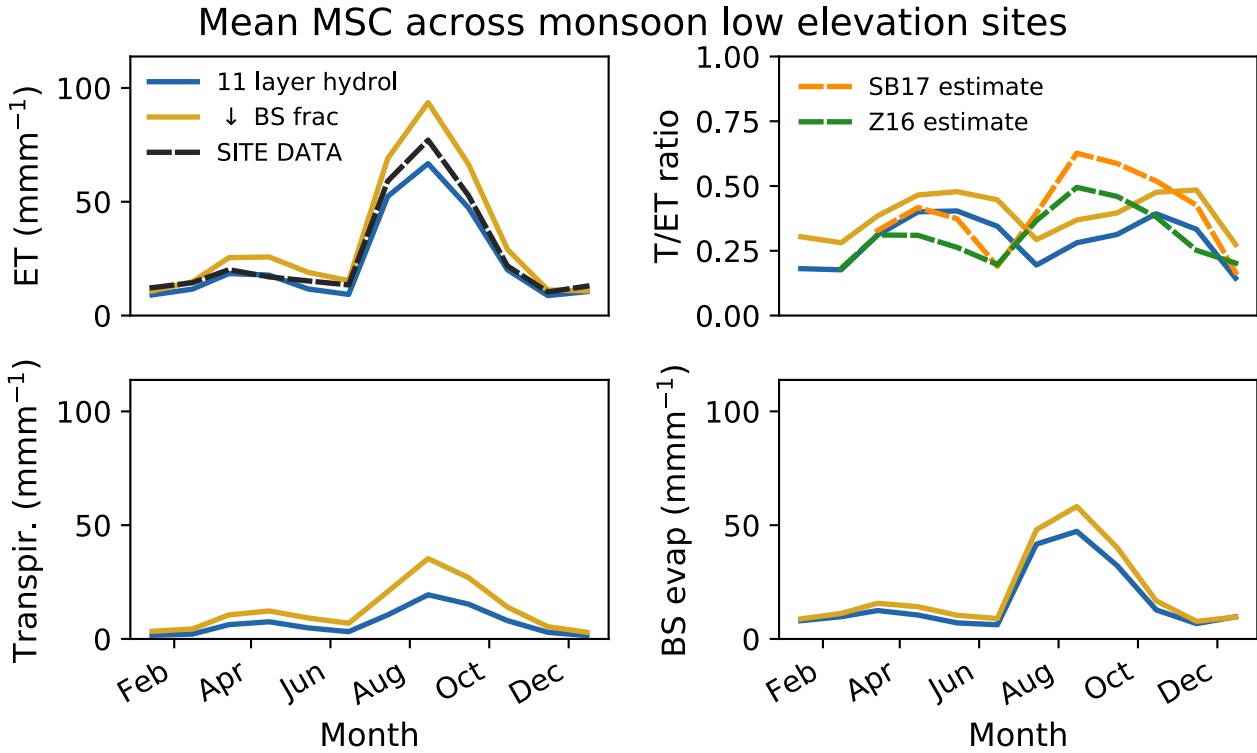 Mean MSC across monsoon low elevation sites
ET (mmm⁻¹)
100
50
0
11 layer hydrol
↓ BS frac
SITE DATA
T/ET ratio
1.00
0.75
0.50
0.25
0.00
SB17 estimate
Z16 estimate
Transpir. (mmm⁻¹)
100
50
0
Feb Apr Jun Aug Oct Dec
Month
BS evap (mmm⁻¹)
100
50
0
Feb Apr Jun Aug Oct Dec
Month